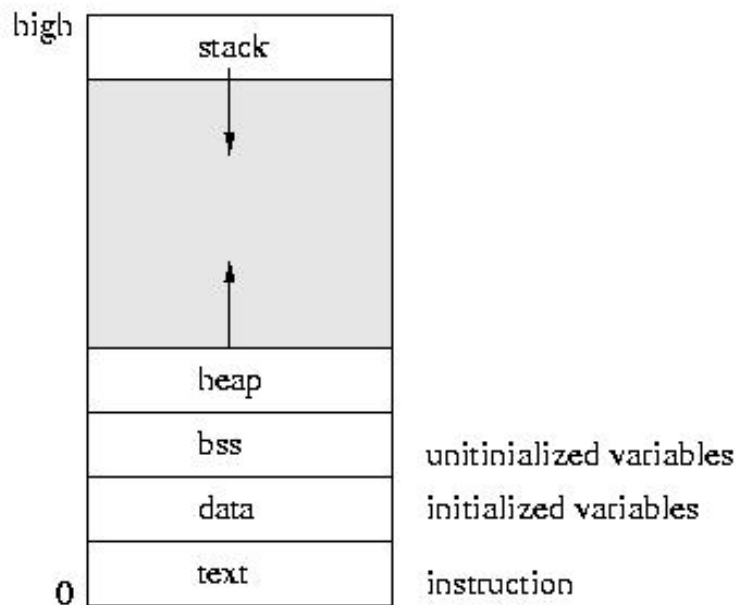 high
stack
heap
bss
unitinialized variables
data
initialized variables
text
instruction
0